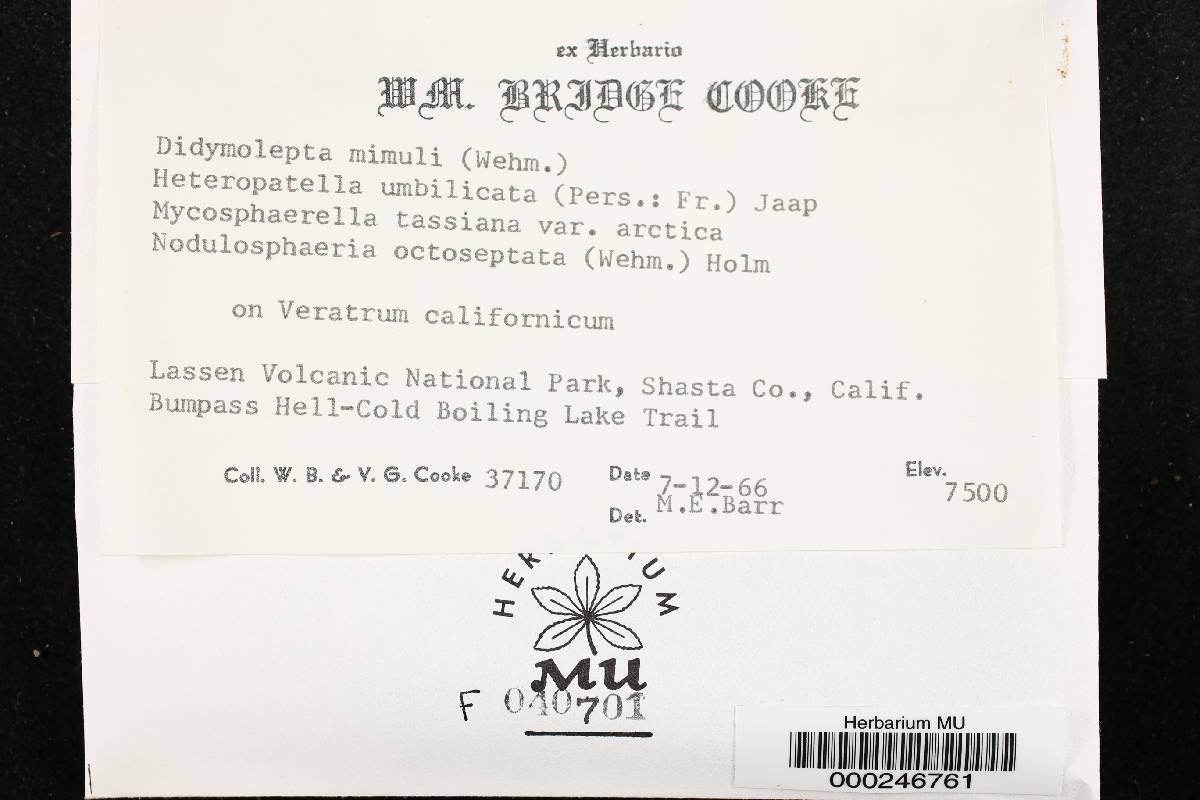 ex Herbario
WM. BRIDGE COOKE
Didymolepta mimuli (Wehm.)
Heteropatella umbilicata (Pers.: Fr.) Jaap
Mycosphaerella tassiana var. arctica
Nodulosphaeria octoseptata (Wehm.) Holm
on Veratrum californicum
Lassen Volcanic National Park, Shasta Co., Calif.
Bumpass Hell-Cold Boiling Lake Trail
Coll. W. B. & V. G. Cooke 37170 Date 7-12-66 Elev. 7500
Det. M.E.Barr
MU
F 040701
Herbarium MU
000246761